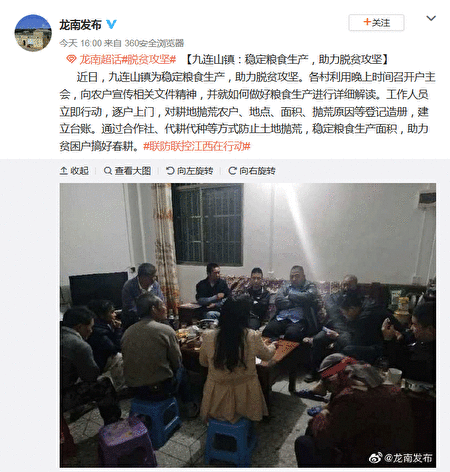 龙南发布
+关注
今天 16:00 来自 360安全浏览器
龙南超话#脱贫攻坚# 【九连山镇：稳定粮食生产，助力脱贫攻坚】
近日，九连山镇为稳定粮食生产，助力脱贫攻坚。各村利用晚上时间召开户主
会，向农户宣传相关文件精神，并就如何做好粮食生产进行详细解读。工作人员
立即行动，逐户上门，对耕地抛荒农户、地点、面积、抛荒原因等登记造册，建
立台账。通过合作社、代耕代种等方式防止土地抛荒，稳定粮食生产面积，助力
贫困户搞好春耕。#联防联控江西在行动#
收起 查看大图 向左旋转 向右旋转
@龙南发布